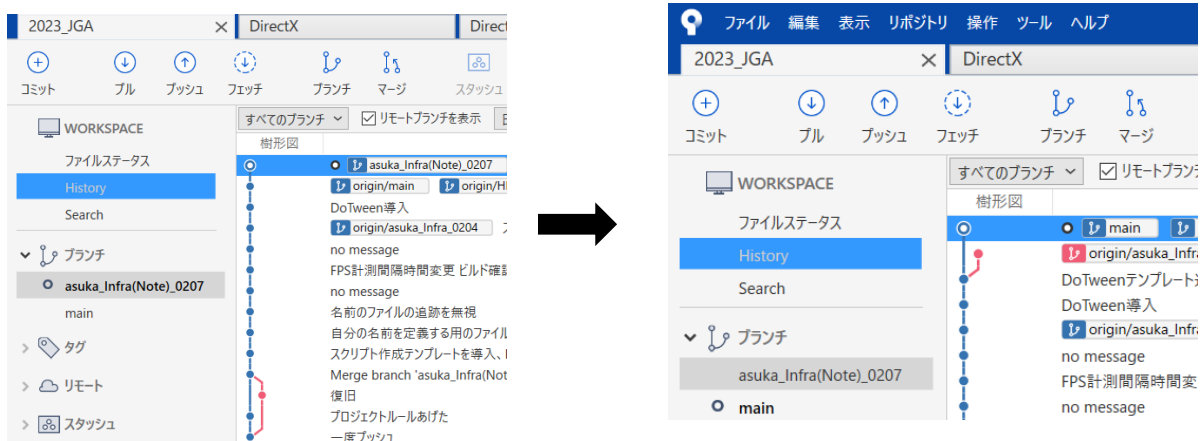 2023_JGA
DirectX
Direct
コミット
プル
プッシュ
フェッチ
ブランチ
マージ
スタッシュ
WORKSPACE
ファイルステータス
History
Search
ブランチ
asuka_Infra(Note)_0207
main
タグ
リモート
スタッシュ
すべてのブランチ
リモートブランチを表示
樹形図
asuka_Infra(Note)_0207
origin/main origin/H
DoTween導入
origin/asuka_Infra_0204
no message
FPS計測間隔時間変更 ビルド確認
no message
名前のファイルの追跡を無視
自分の名前を定義する用のファイル
スクリプト作成テンプレートを導入、
Merge branch 'asuka_Infra(Not
復旧
プロジェクトルールあげた
一度プッシュ
ファイル 編集 表示 リポジトリ 操作 ツール ヘルプ
2023_JGA
DirectX
コミット
プル
プッシュ
フェッチ
ブランチ
マージ
WORKSPACE
ファイルステータス
History
Search
ブランチ
asuka_Infra(Note)_0207
main
すべてのブランチ
リモートブランチ
樹形図
main
origin/asuka_Infra
DoTweenテンプレート
DoTween導入
origin/asuka_Infra
no message
FPS計測間隔時間変
no message